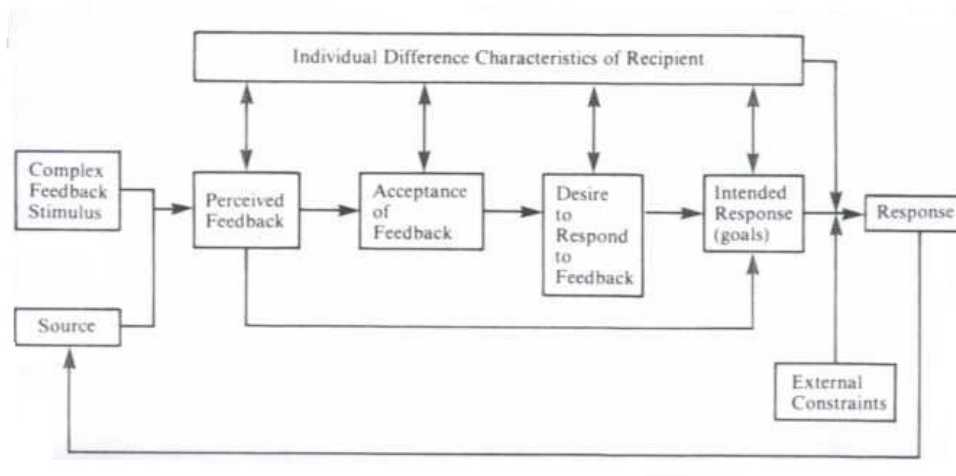 Individual Difference Characteristics of Recipient
Complex
Feedback
Stimulus
Perceived
Feedback
Acceptance
of
Feedback
Desire
to
Respond
to
Feedback
Intended
Response
(goals)
Response
Source
External
Constraints